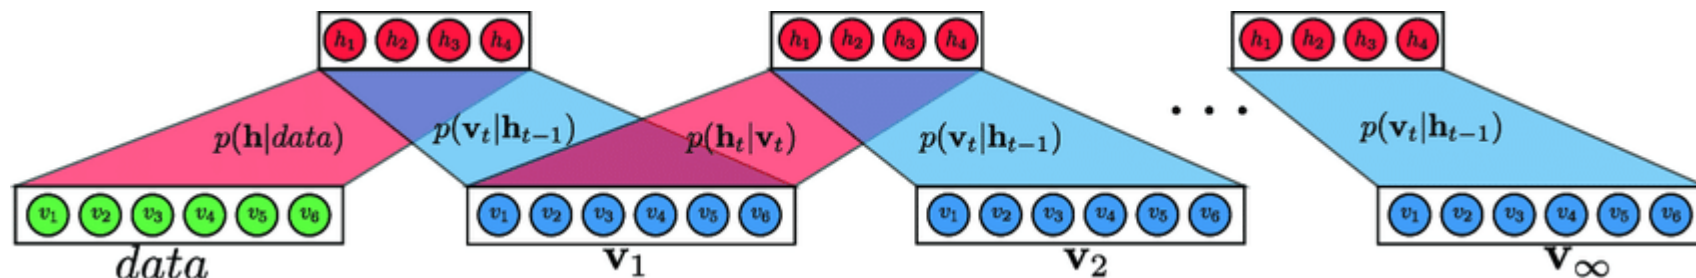 h₁ h₂ h₃ h₄ h₁ h₂ h₃ h₄ h₁ h₂ h₃ h₄
p(𝐡|data) p(𝐯ₜ|𝐡ₜ₋₁) p(𝐡ₜ|𝐯ₜ) p(𝐯ₜ|𝐡ₜ₋₁) · · · p(𝐯ₜ|𝐡ₜ₋₁)
v₁ v₂ v₃ v₄ v₅ v₆ v₁ v₂ v₃ v₄ v₅ v₆ v₁ v₂ v₃ v₄ v₅ v₆ v₁ v₂ v₃ v₄ v₅ v₆
data 𝐯₁ 𝐯₂ 𝐯∞